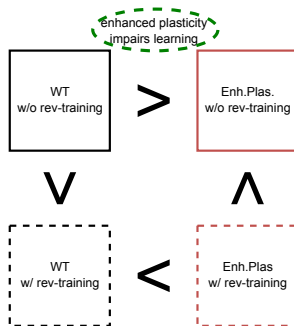 enhanced plasticity
impairs learning
WT
w/o rev-training
>
Enh.Plas.
w/o rev-training
>
<
WT
w/ rev-training
<
Enh.Plas
w/ rev-training